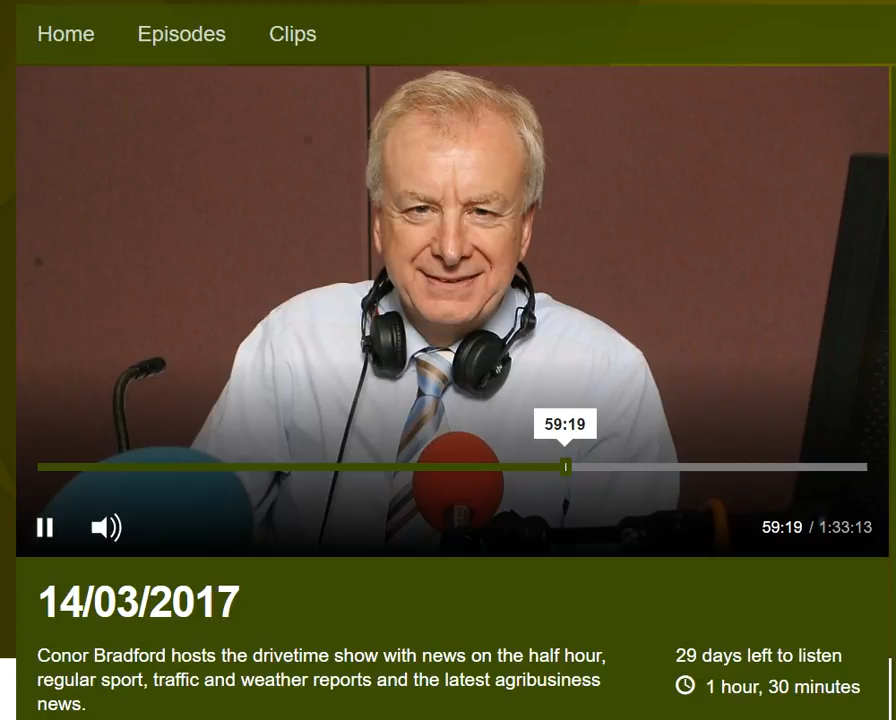 Home Episodes Clips
59:19
59:19 / 1:33:13
14/03/2017
Conor Bradford hosts the drivetime show with news on the half hour,
regular sport, traffic and weather reports and the latest agribusiness
news.
29 days left to listen
1 hour, 30 minutes